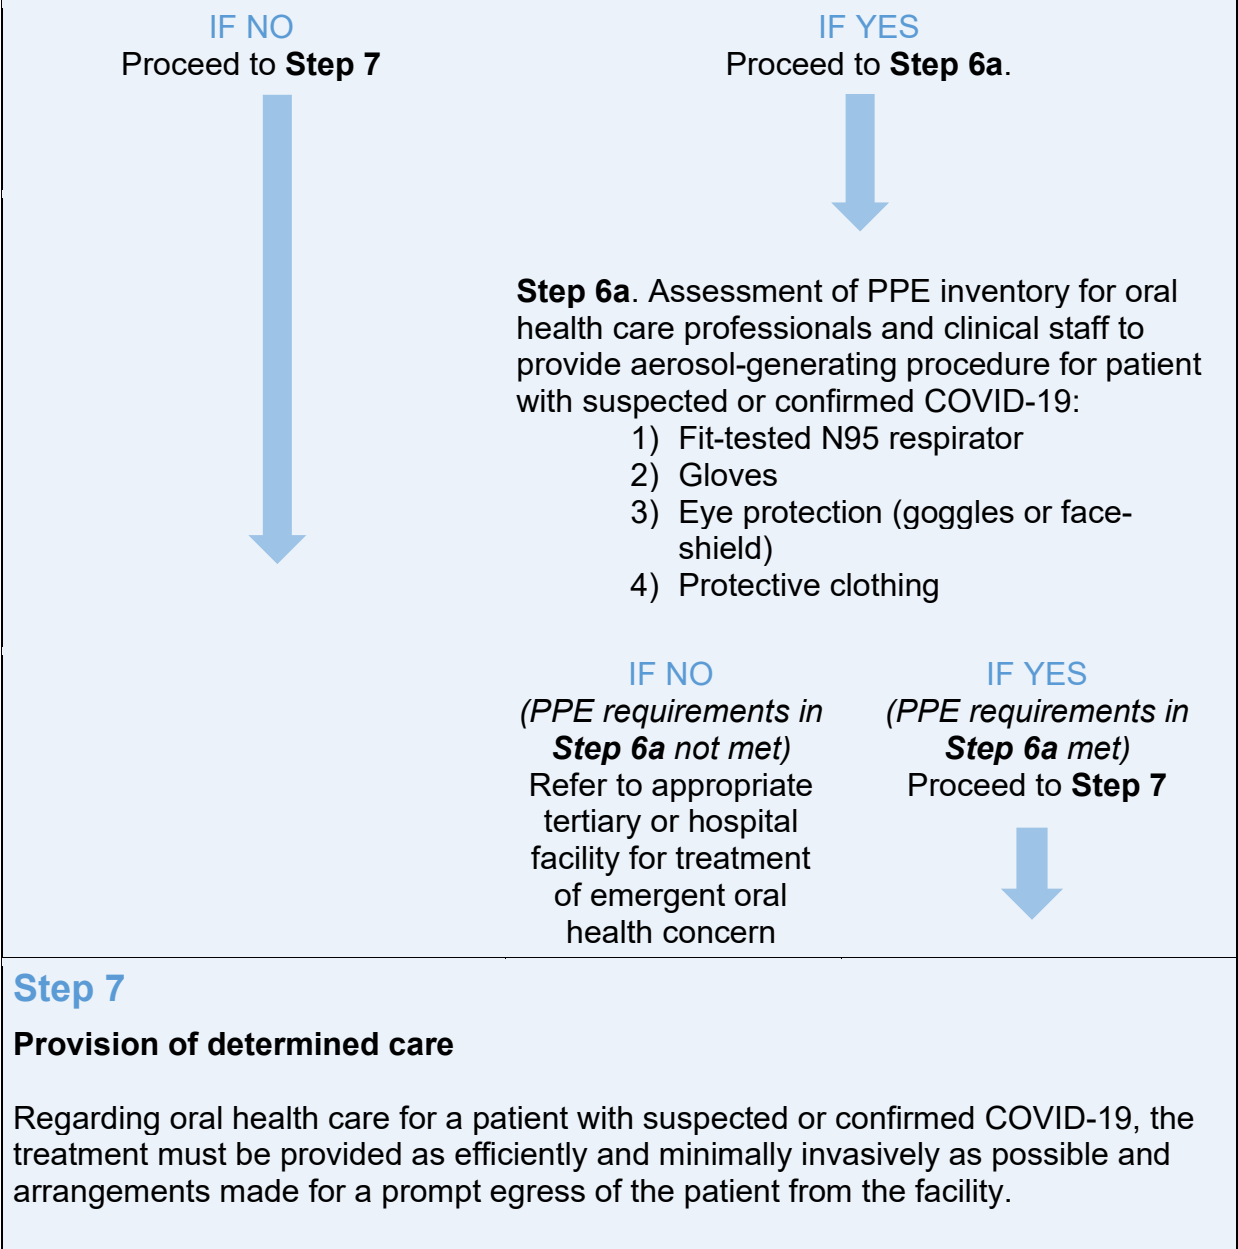 IF NO
Proceed to Step 7
IF YES
Proceed to Step 6a.
Step 6a. Assessment of PPE inventory for oral
health care professionals and clinical staff to
provide aerosol-generating procedure for patient
with suspected or confirmed COVID-19:
1) Fit-tested N95 respirator
2) Gloves
3) Eye protection (goggles or face-
shield)
4) Protective clothing
IF NO
(PPE requirements in
Step 6a not met)
Refer to appropriate
tertiary or hospital
facility for treatment
of emergent oral
health concern
IF YES
(PPE requirements in
Step 6a met)
Proceed to Step 7
Step 7
Provision of determined care
Regarding oral health care for a patient with suspected or confirmed COVID-19, the
treatment must be provided as efficiently and minimally invasively as possible and
arrangements made for a prompt egress of the patient from the facility.